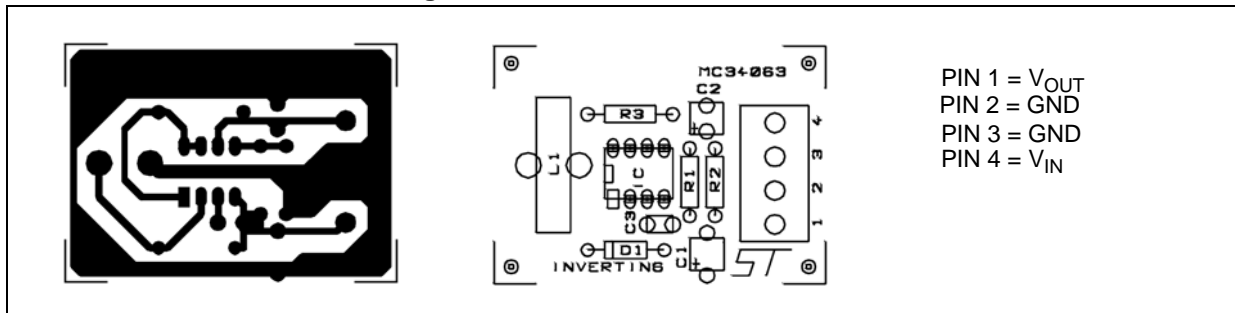 MC34063
C2
R3
+
L1
IC
R1
R2
4
3
2
1
C3
D1
C1
+
INVERTING
ST
PIN 1 = VOUT
PIN 2 = GND
PIN 3 = GND
PIN 4 = VIN